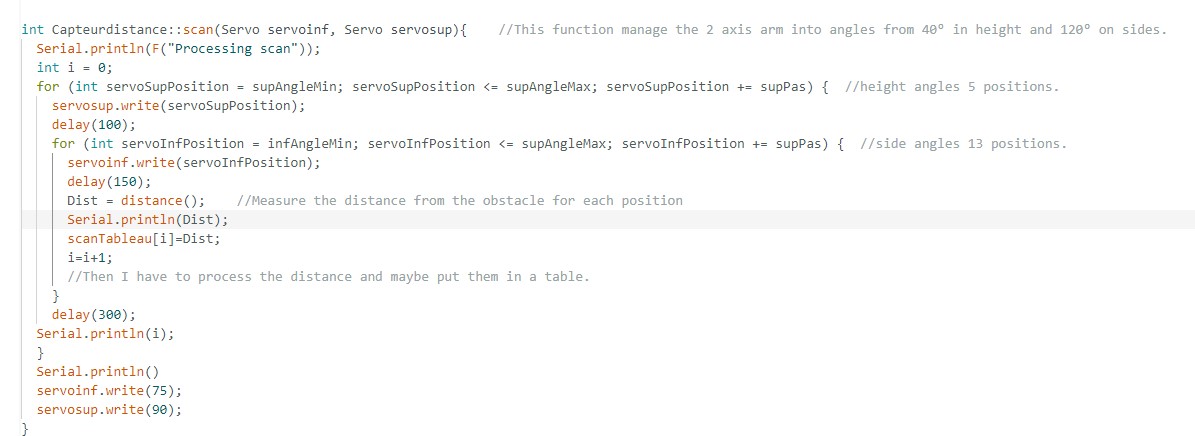 int Capteurdistance::scan(Servo servoinf, Servo servosup){    //This function manage the 2 axis arm into angles from 40° in height and 120° on sides.
  Serial.println(F("Processing scan"));
  int i = 0;
  for (int servoSupPosition = supAngleMin; servoSupPosition <= supAngleMax; servoSupPosition += supPas) {  //height angles 5 positions.
    servosup.write(servoSupPosition);
    delay(100);
    for (int servoInfPosition = infAngleMin; servoInfPosition <= supAngleMax; servoInfPosition += supPas) {  //side angles 13 positions.
      servoinf.write(servoInfPosition);
      delay(150);
      Dist = distance();    //Measure the distance from the obstacle for each position
      Serial.println(Dist);
      scanTableau[i]=Dist;
      i=i+1;
      //Then I have to process the distance and maybe put them in a table.
    }
    delay(300);
  Serial.println(i);
  }
  Serial.println()
  servoinf.write(75);
  servosup.write(90);
}